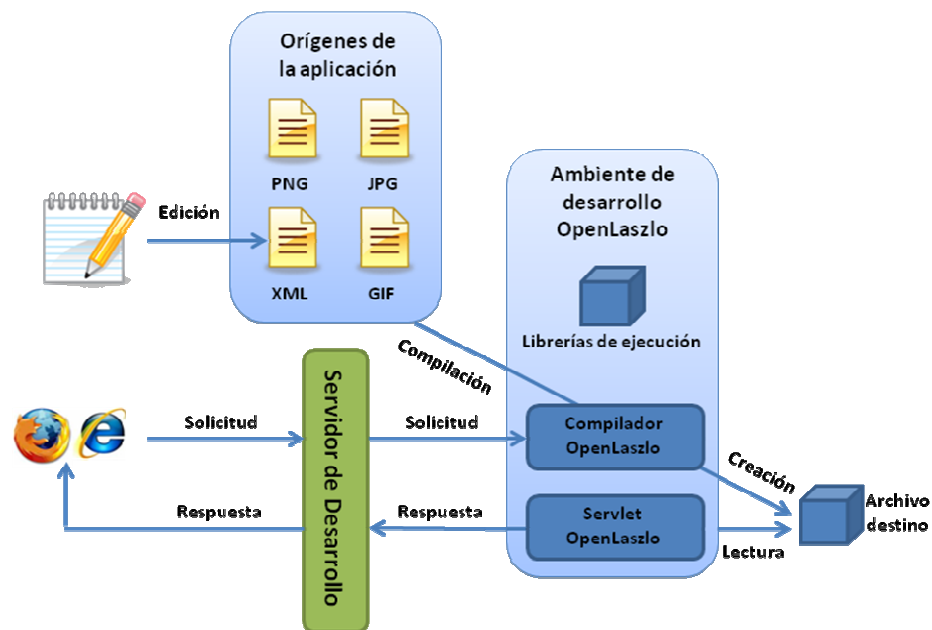 Orígenes de
la aplicación
PNG
JPG
Edición
XML
GIF
Ambiente de
desarrollo
OpenLaszlo
Librerías de ejecución
Compilación
Servidor de Desarrollo
Solicitud
Solicitud
Compilador
OpenLaszlo
Creación
Respuesta
Respuesta
Servlet
OpenLaszlo
Archivo
destino
Lectura